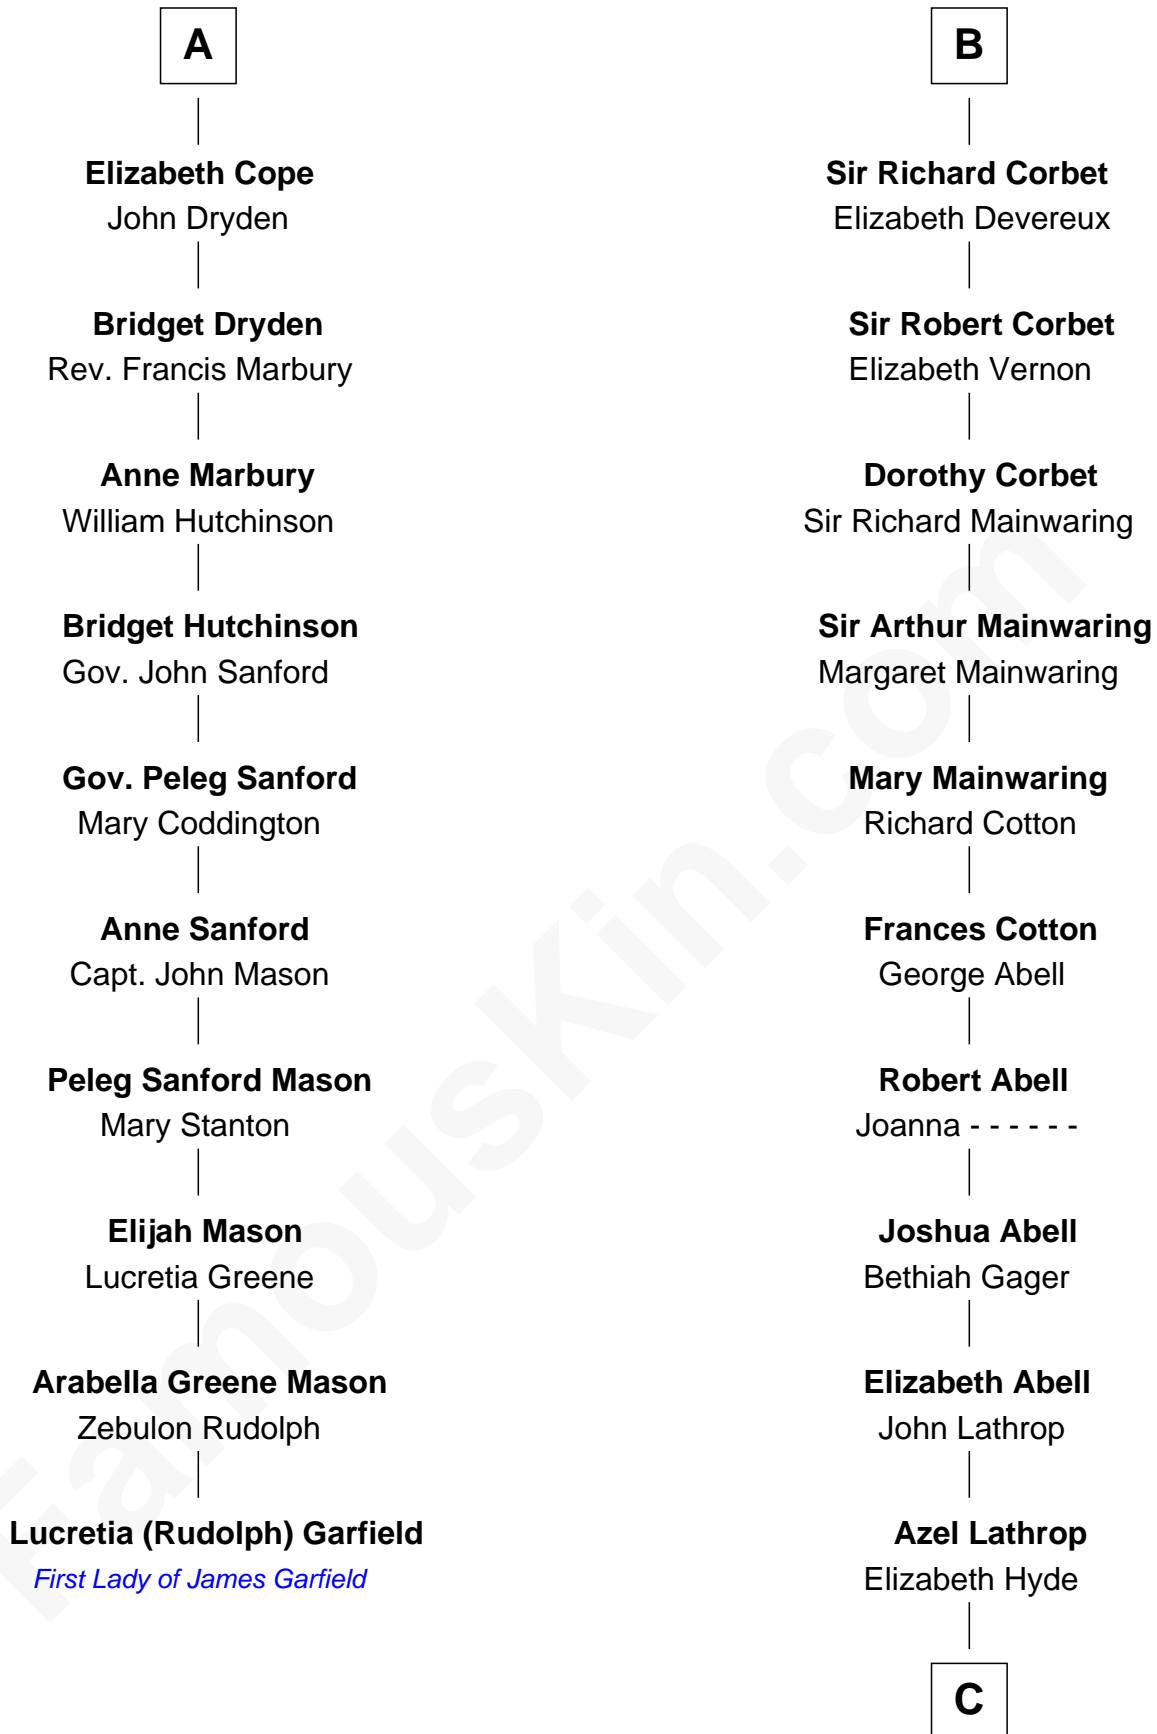 A
Elizabeth Cope
John Dryden
Bridget Dryden
Rev. Francis Marbury
Anne Marbury
William Hutchinson
Bridget Hutchinson
Gov. John Sanford
Gov. Peleg Sanford
Mary Coddington
Anne Sanford
Capt. John Mason
Peleg Sanford Mason
Mary Stanton
Elijah Mason
Lucretia Greene
Arabella Greene Mason
Zebulon Rudolph
Lucretia (Rudolph) Garfield
First Lady of James Garfield
B
Sir Richard Corbet
Elizabeth Devereux
Sir Robert Corbet
Elizabeth Vernon
Dorothy Corbet
Sir Richard Mainwaring
Sir Arthur Mainwaring
Margaret Mainwaring
Mary Mainwaring
Richard Cotton
Frances Cotton
George Abell
Robert Abell
Joanna - - - - - -
Joshua Abell
Bethiah Gager
Elizabeth Abell
John Lathrop
Azel Lathrop
Elizabeth Hyde
C
FamousKin.com